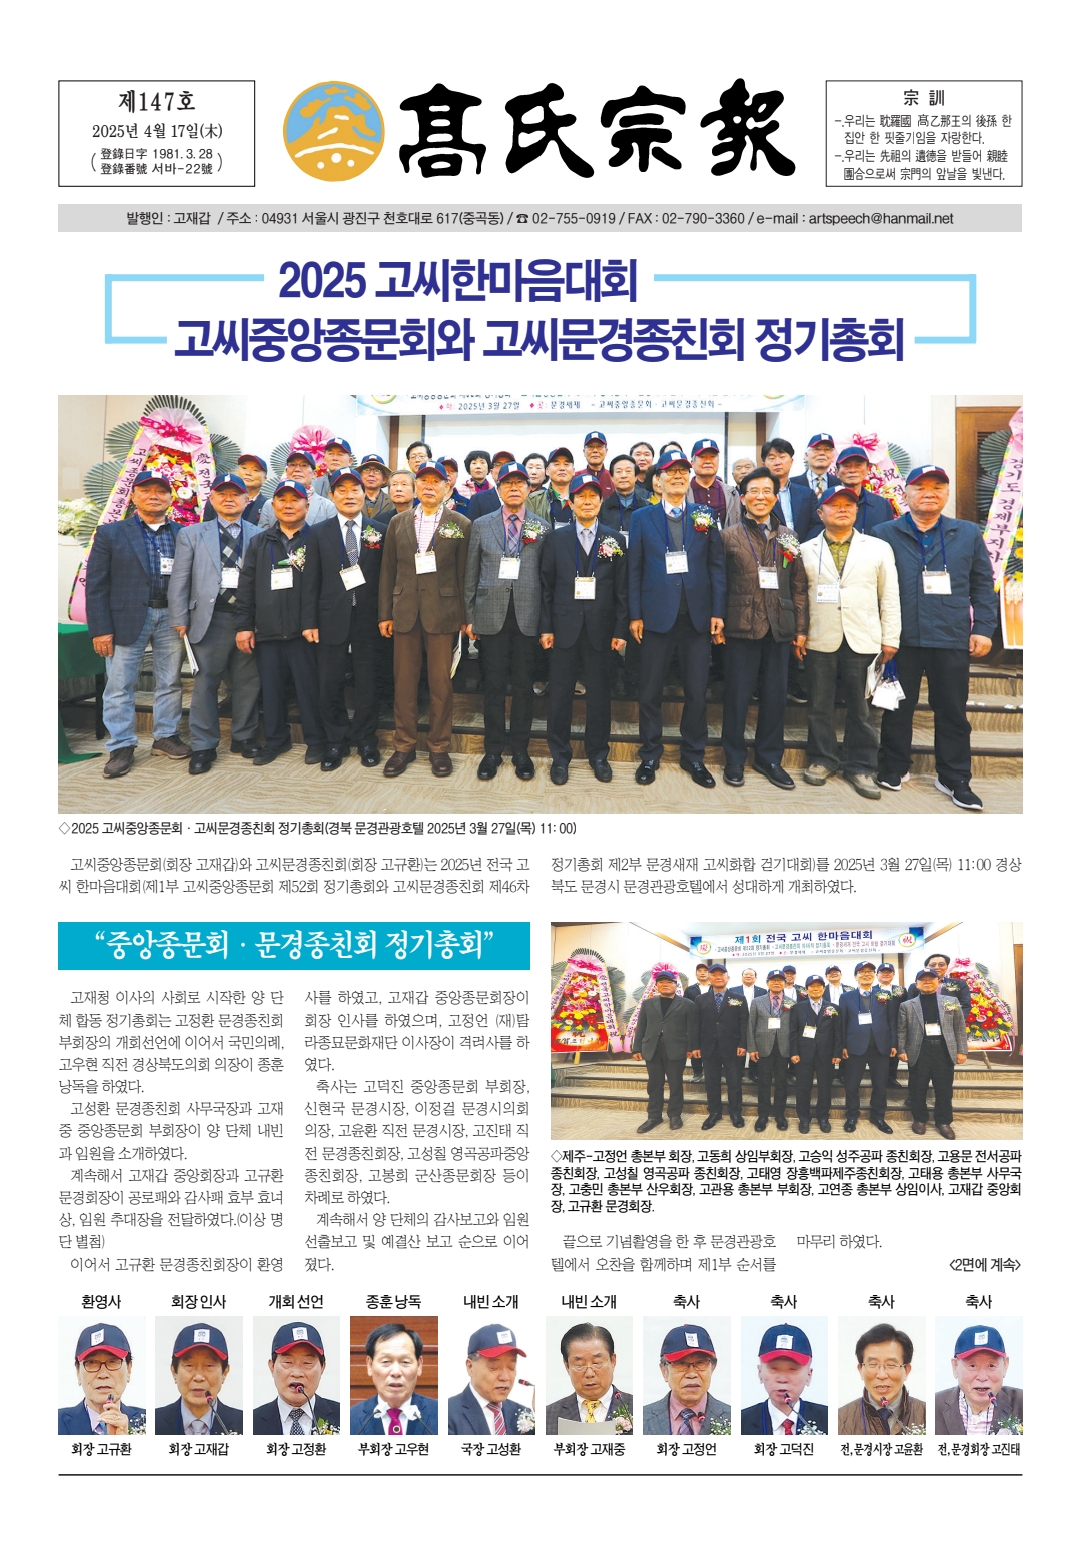 제147호
2025년 4월 17일(木)
( 登錄日字 1981. 3. 28
登錄番號 서바-22號 )
髙氏宗報
宗 訓
-.우리는 耽羅國 髙乙那王의 後孫 한
집안 한 핏줄기임을 자랑한다.
-.우리는 先祖의 遺德을 받들어 親睦
團合으로써 宗門의 앞날을 빛낸다.
발행인 : 고재갑 / 주소 : 04931 서울시 광진구 천호대로 617(중곡동) / ☎ 02-755-0919 / FAX : 02-790-3360 / e-mail : artspeech@hanmail.net
2025 고씨한마음대회
고씨중앙종문회와 고씨문경종친회 정기총회
2025년 3월 27일 ◆곳: 문경새재 - 고씨중앙종문회 · 고씨문경종친회 -
경기도 경제부지사
◇2025 고씨중앙종문회 · 고씨문경종친회 정기총회(경북 문경관광호텔 2025년 3월 27일(목) 11: 00)
고씨중앙종문회(회장 고재갑)와 고씨문경종친회(회장 고규환)는 2025년 전국 고
씨 한마음대회(제1부 고씨중앙종문회 제52회 정기총회와 고씨문경종친회 제46차
정기총회 제2부 문경새재 고씨화합 걷기대회)를 2025년 3월 27일(목) 11:00 경상
북도 문경시 문경관광호텔에서 성대하게 개최하였다.
“중앙종문회 · 문경종친회 정기총회”
고재청 이사의 사회로 시작한 양 단
체 합동 정기총회는 고정환 문경종친회
부회장의 개회선언에 이어서 국민의례,
고우현 직전 경상북도의회 의장이 종훈
낭독을 하였다.
고성환 문경종친회 사무국장과 고재
중 중앙종문회 부회장이 양 단체 내빈
과 임원을 소개하였다.
계속해서 고재갑 중앙회장과 고규환
문경회장이 공로패와 감사패 효부 효녀
상, 임원 추대장을 전달하였다.(이상 명
단 별첨)
이어서 고규환 문경종친회장이 환영
사를 하였고, 고재갑 중앙종문회장이
회장 인사를 하였으며, 고정언 (재)탐
라종묘문화재단 이사장이 격려사를 하
였다.
축사는 고덕진 중앙종문회 부회장,
신현국 문경시장, 이정걸 문경시의회
의장, 고윤환 직전 문경시장, 고진태 직
전 문경종친회장, 고성칠 영곡공파중앙
종친회장, 고봉희 군산종문회장 등이
차례로 하였다.
계속해서 양 단체의 감사보고와 임원
선출보고 및 예결산 보고 순으로 이어
졌다.
제1회 전국 고씨 한마음대회
◇제주-고정언 총본부 회장, 고동희 상임부회장, 고승익 성주공파 종친회장, 고용문 전서공파
종친회장, 고성칠 영곡공파 종친회장, 고태영 장흥백파제주종친회장, 고태용 총본부 사무국
장, 고충민 총본부 산우회장, 고관용 총본부 부회장, 고연종 총본부 상임이사, 고재갑 중앙회
장, 고규환 문경회장.
끝으로 기념촬영을 한 후 문경관광호
텔에서 오찬을 함께하며 제1부 순서를
마무리 하였다.
<2면에 계속>
환영사 회장 인사 개회 선언 종훈 낭독 내빈 소개 내빈 소개 축사 축사 축사 축사
회장 고규환 회장 고재갑 회장 고정환 부회장 고우현 국장 고성환 부회장 고재중 회장 고정언 회장 고덕진 전, 문경시장 고윤환 전, 문경회장 고진태